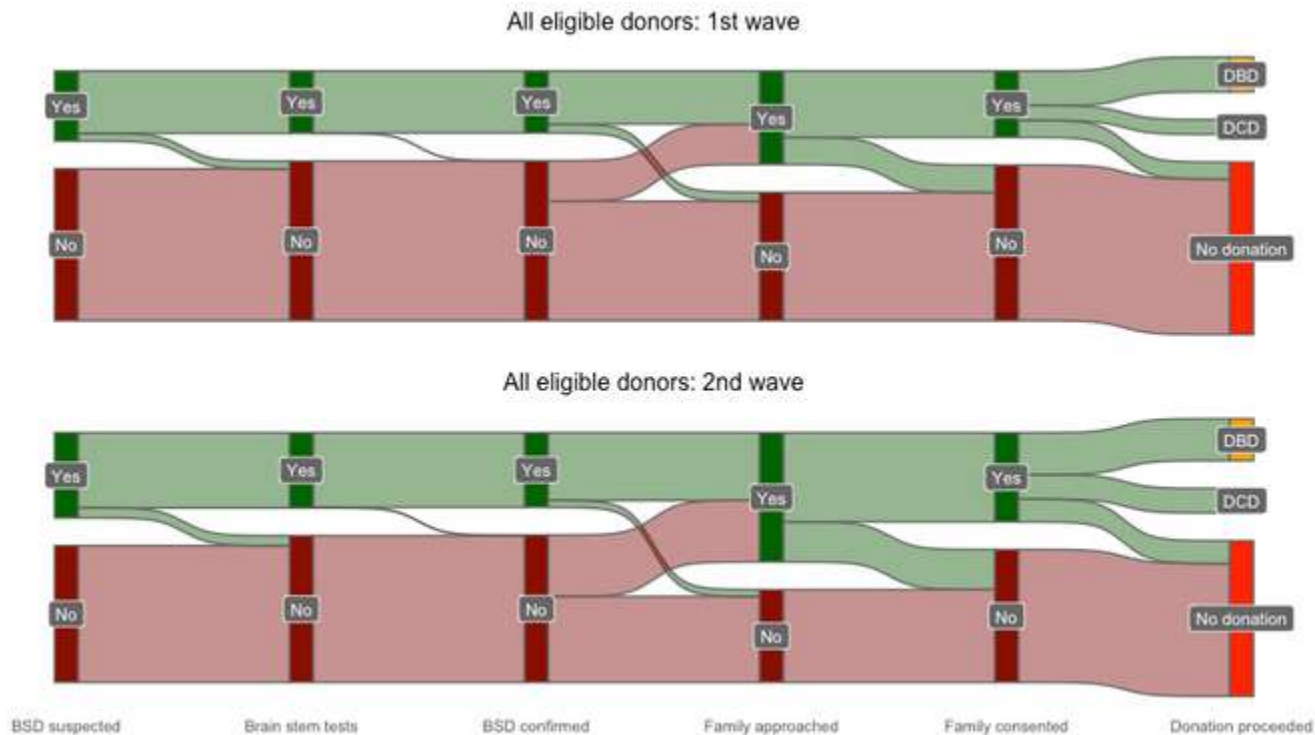 All eligible donors: 1st wave
DBD
Yes Yes Yes Yes Yes DCD
No No No No No No donation
All eligible donors: 2nd wave
DBD
Yes Yes Yes Yes Yes DCD
No No No No No No donation
BSD suspected Brain stem tests BSD confirmed Family approached Family consented Donation proceeded